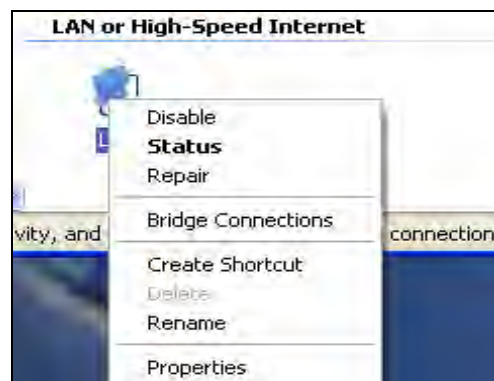 LAN or High-Speed Internet
L
Disable
Status
Repair
Bridge Connections
vity, and
connection
Create Shortcut
Delete
Rename
Properties